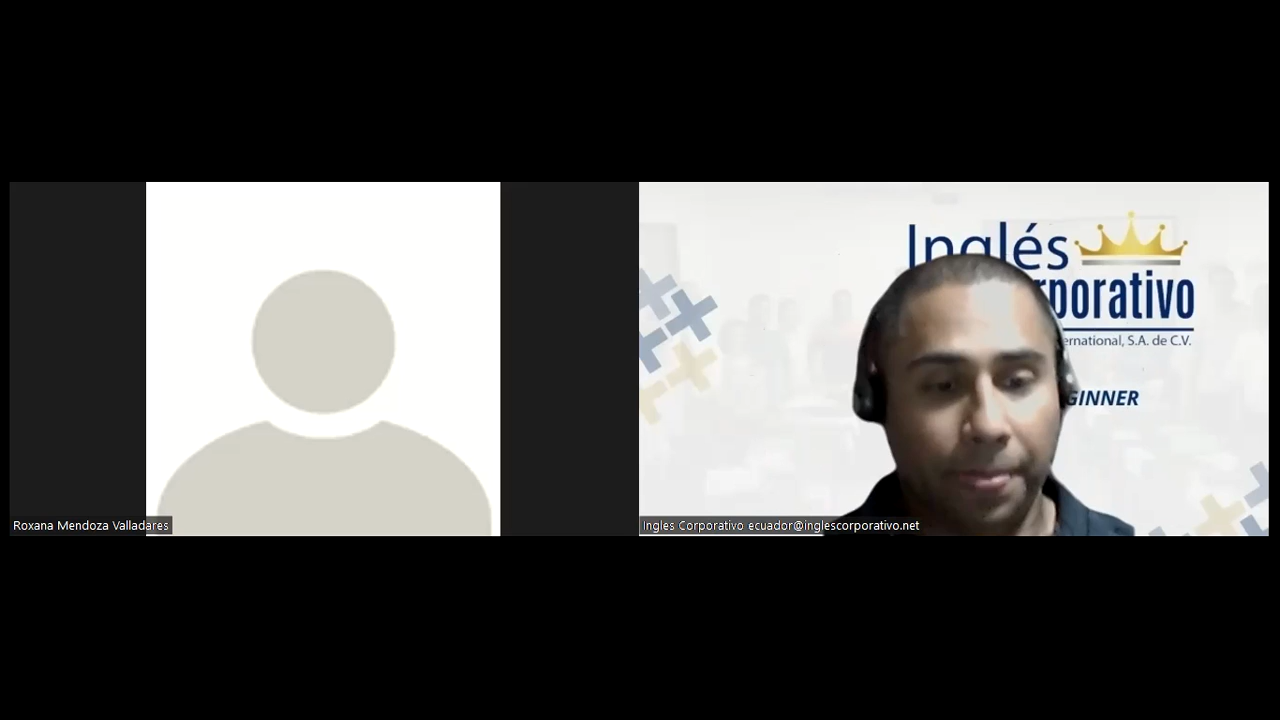 Inglés
rporativo
ernational, S.A. de C.V.
GINNER
Roxana Mendoza Valladares
Ingles Corporativo ecuador@inglescorporativo.net